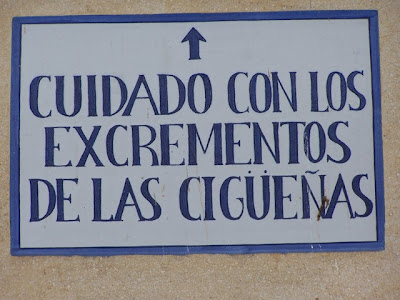 CUIDADO CON LOS
EXCREMENTOS
DE LAS CIGÜEÑAS